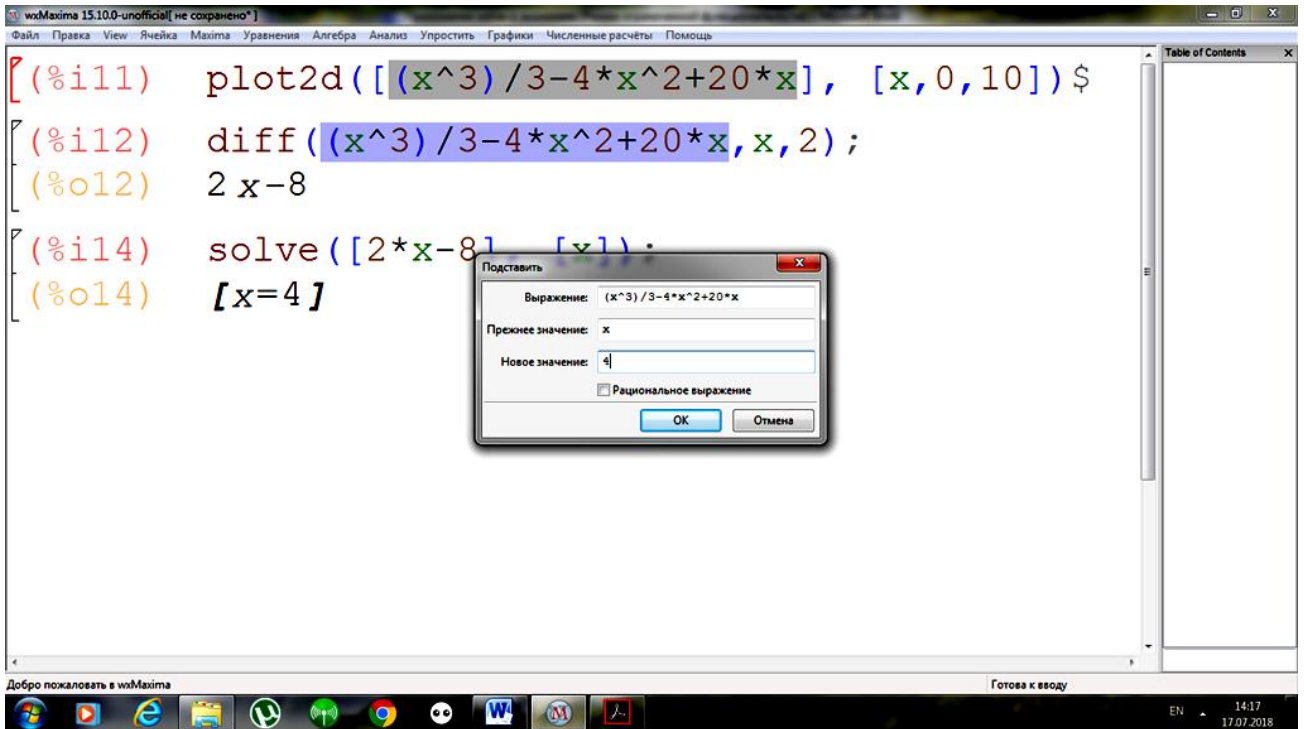 wxMaxima 15.10.0-unofficial[ не сохранено* ]
Файл Правка View Ячейка Maxima Уравнения Алгебра Анализ Упростить Графики Численные расчёты Помощь
Table of Contents x
(%i11) plot2d([(x^3)/3-4*x^2+20*x], [x,0,10])$
(%i12) diff((x^3)/3-4*x^2+20*x,x,2);
(%o12) 2 x-8
(%i14) solve([2*x-8], [x]);
(%o14) [x=4]
Подставить
Выражение: (x^3)/3-4*x^2+20*x
Прежнее значение: x
Новое значение: 4
Рациональное выражение
OK Отмена
Добро пожаловать в wxMaxima Готова к вводу
EN 14:17
17.07.2018